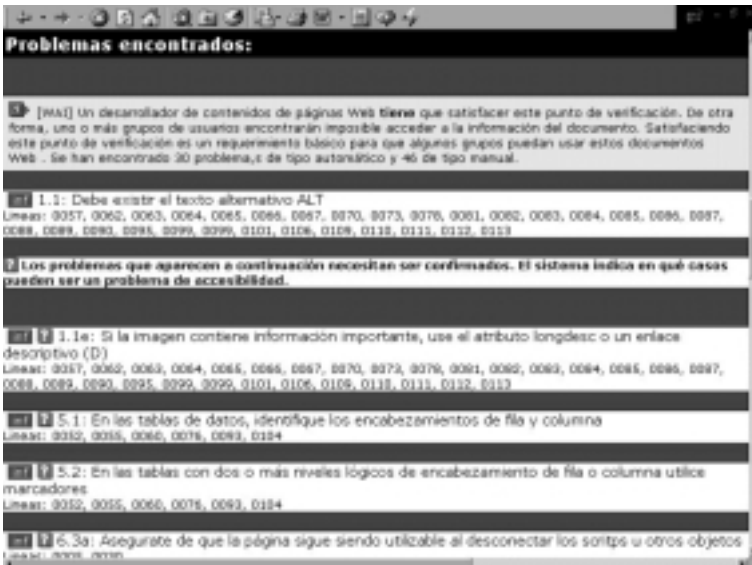 Problemas encontrados:
[WAI] Un desarrollador de contenidos de páginas Web tiene que satisfacer este punto de verificación. De otra
forma, uno o más grupos de usuarios encontrarán imposible acceder a la información del documento. Satisfaciendo
este punto de verificación es un requerimiento básico para que algunos grupos puedan usar estos documentos
Web . Se han encontrado 30 problema,s de tipo automático y 46 de tipo manual.
1.1: Debe existir el texto alternativo ALT
Lineas: 0057, 0062, 0063, 0064, 0065, 0066, 0067, 0070, 0073, 0078, 0081, 0082, 0083, 0084, 0085, 0086, 0087,
0088, 0089, 0090, 0095, 0099, 0099, 0101, 0106, 0109, 0110, 0111, 0112, 0113
? Los problemas que aparecen a continuación necesitan ser confirmados. El sistema indica en qué casos
pueden ser un problema de accesibilidad.
? 1.1e: Si la imagen contiene información importante, use el atributo longdesc o un enlace
descriptivo (D)
Lineas: 0057, 0062, 0063, 0064, 0065, 0066, 0067, 0070, 0073, 0078, 0081, 0082, 0083, 0084, 0085, 0086, 0087,
0088, 0089, 0090, 0095, 0099, 0099, 0101, 0106, 0109, 0110, 0111, 0112, 0113
? 5.1: En las tablas de datos, identifique los encabezamientos de fila y columna
Lineas: 0052, 0055, 0060, 0076, 0093, 0104
? 5.2: En las tablas con dos o más niveles lógicos de encabezamiento de fila o columna utilice
marcadores
Lineas: 0052, 0055, 0060, 0076, 0093, 0104
? 6.3a: Asegurate de que la página sigue siendo utilizable al desconectar los scritps u otros objetos